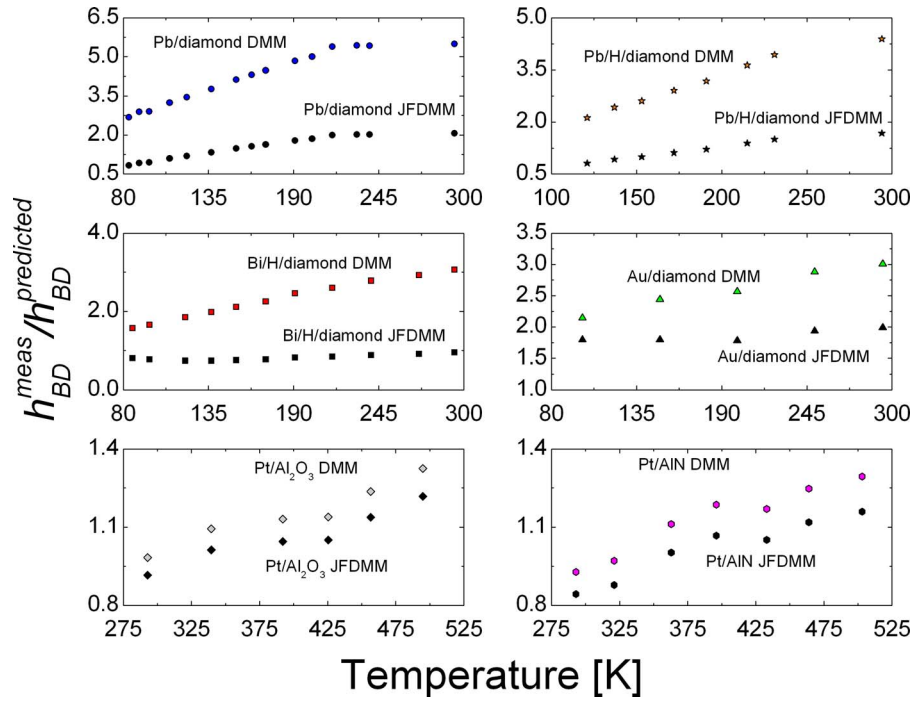 6.5
5.0
3.5
2.0
0.5
Pb/diamond DMM
Pb/diamond JFDMM
80 135 190 245 300
5.0
3.5
2.0
0.5
Pb/H/diamond DMM
Pb/H/diamond JFDMM
100 150 200 250 300
4.0
2.0
0.0
Bi/H/diamond DMM
Bi/H/diamond JFDMM
80 135 190 245 300
3.5
3.0
2.5
2.0
1.5
1.0
Au/diamond DMM
Au/diamond JFDMM
80 135 190 245 300
1.4
1.1
0.8
Pt/Al₂O₃ DMM
Pt/Al₂O₃ JFDMM
275 325 375 425 475 525
1.4
1.1
0.8
Pt/AlN DMM
Pt/AlN JFDMM
275 325 375 425 475 525
h_BD^meas/h_BD^predicted
Temperature [K]